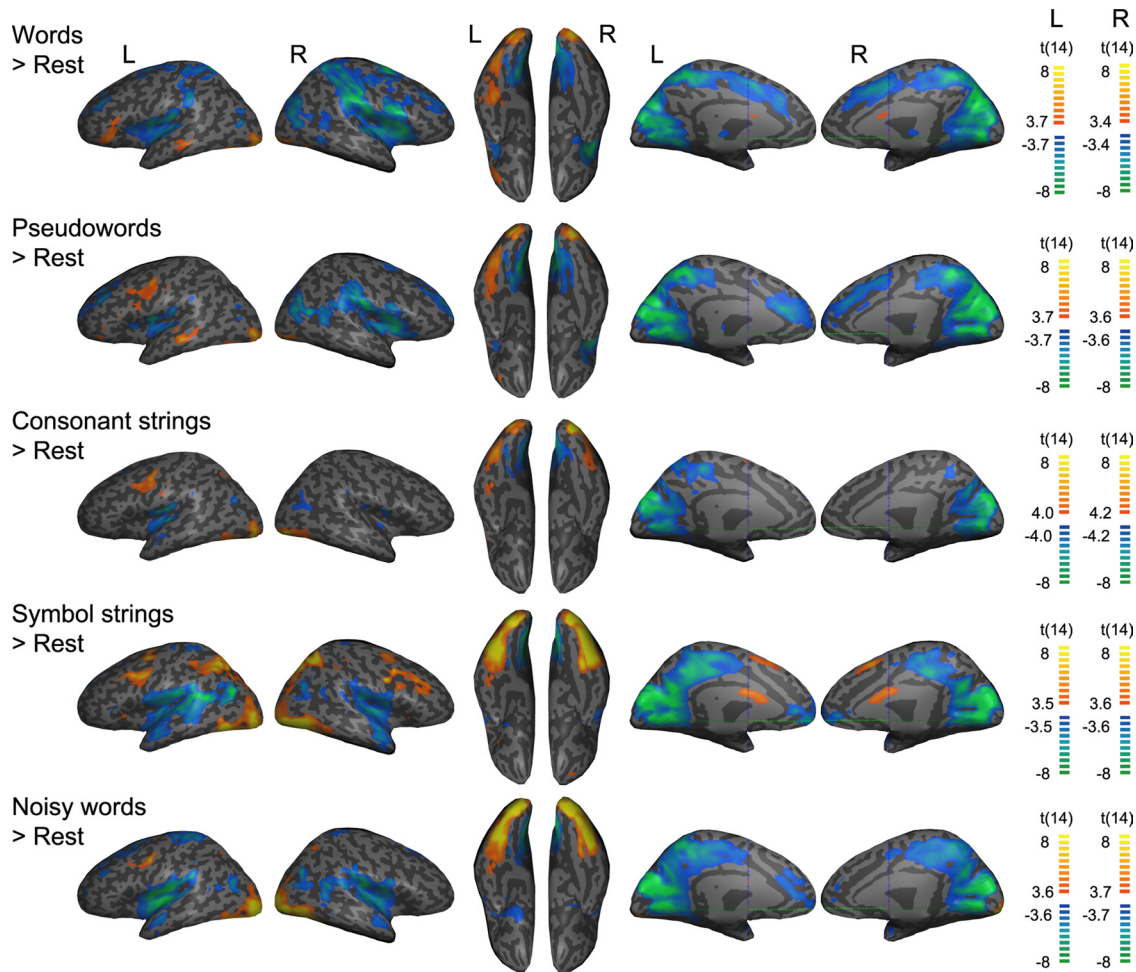 L R
Words
> Rest
L
R
L
R
L
R
t(14) t(14)
8 8
3.7 3.4
-3.7 -3.4
-8 -8
Pseudowords
> Rest
t(14) t(14)
8 8
3.7 3.6
-3.7 -3.6
-8 -8
Consonant strings
> Rest
t(14) t(14)
8 8
4.0 4.2
-4.0 -4.2
-8 -8
Symbol strings
> Rest
t(14) t(14)
8 8
3.5 3.6
-3.5 -3.6
-8 -8
Noisy words
> Rest
t(14) t(14)
8 8
3.6 3.7
-3.6 -3.7
-8 -8